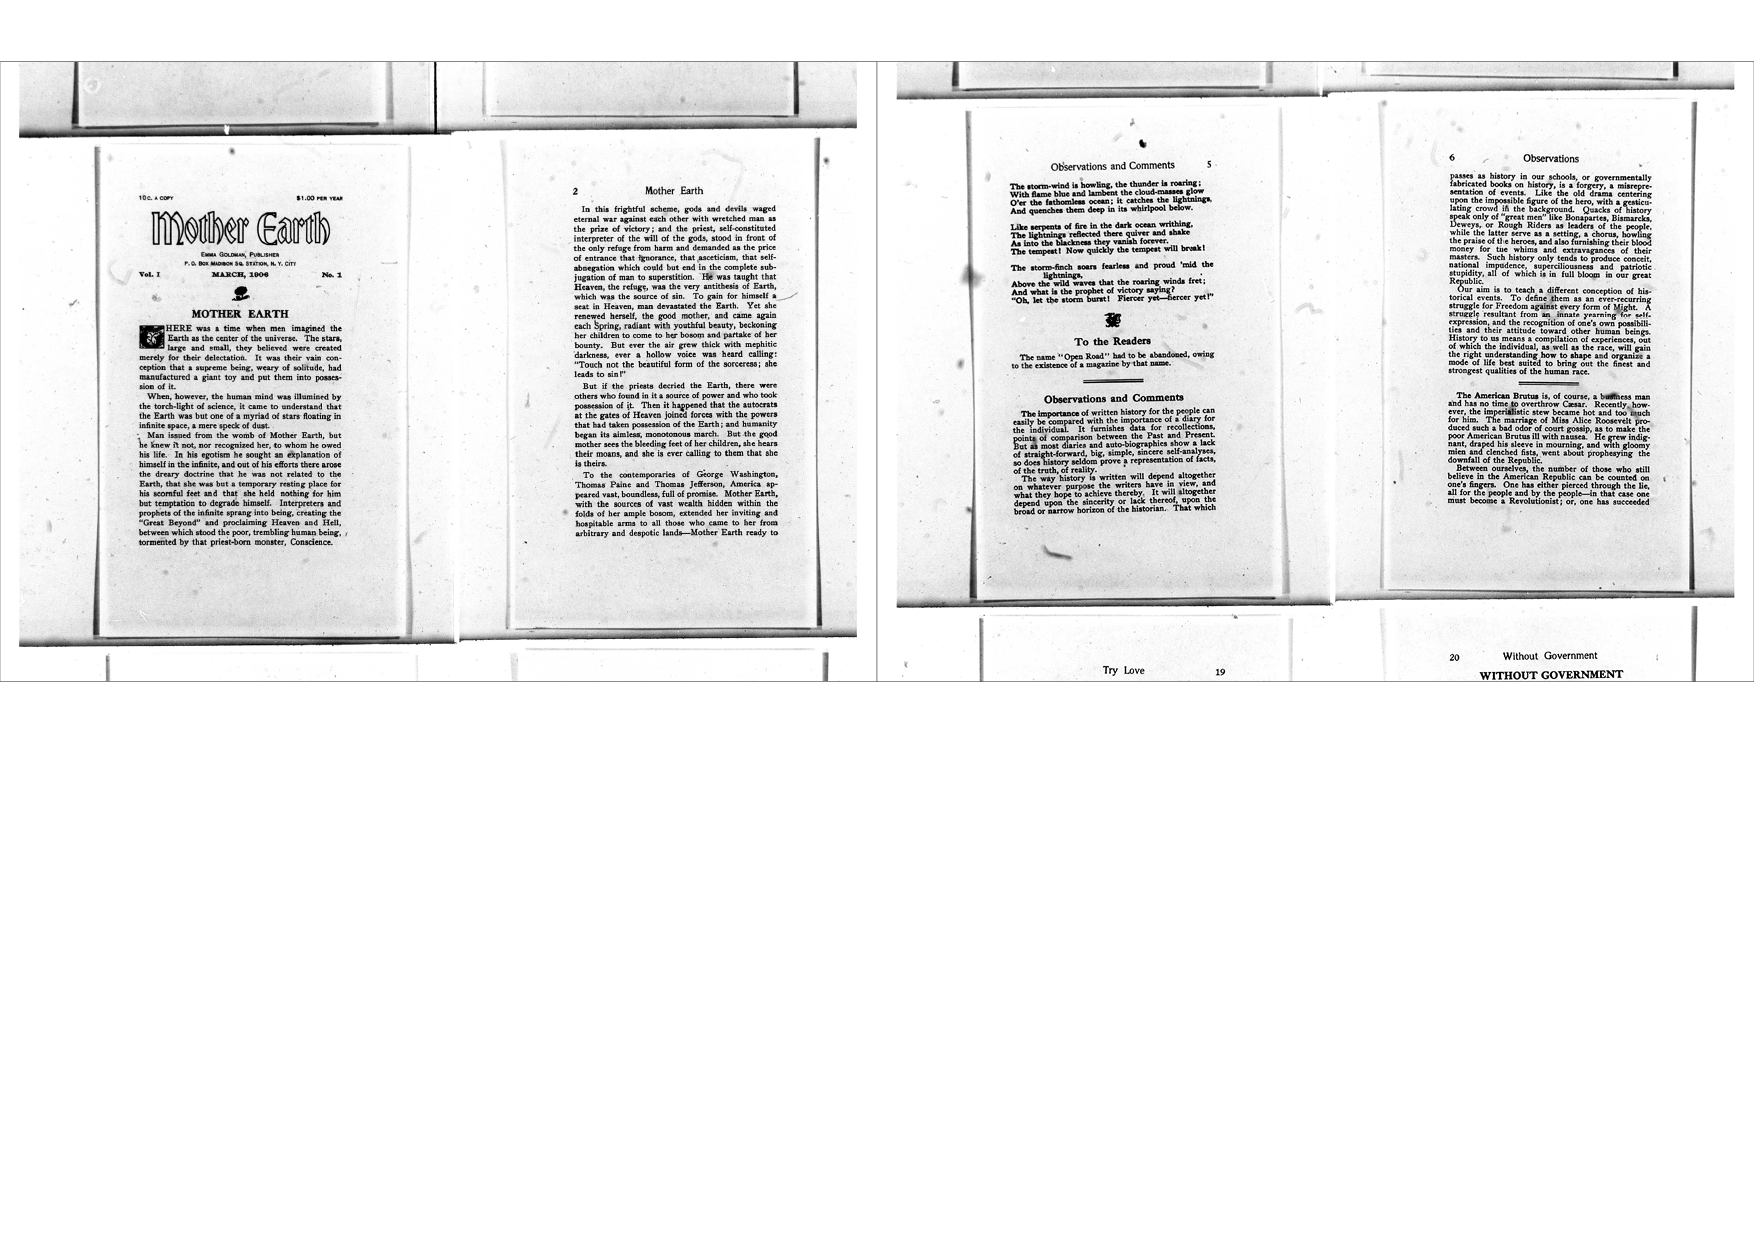 10c. A COPY $1.00 PER YEAR
Mother Earth
EMMA GOLDMAN, PUBLISHER
P. O. BOX MADISON SQ. STATION, N. Y. CITY
Vol. I MARCH, 1906 No. 1
MOTHER EARTH
THERE was a time when men imagined the
Earth as the center of the universe. The stars,
large and small, they believed were created
merely for their delectation. It was their vain con-
ception that a supreme being, weary of solitude, had
manufactured a giant toy and put them into posses-
sion of it.
When, however, the human mind was illumined by
the torch-light of science, it came to understand that
the Earth was but one of a myriad of stars floating in
infinite space, a mere speck of dust.
Man issued from the womb of Mother Earth, but
he knew it not, nor recognized her, to whom he owed
his life. In his egotism he sought an explanation of
himself in the infinite, and out of his efforts there arose
the dreary doctrine that he was not related to the
Earth, that she was but a temporary resting place for
his scornful feet and that she held nothing for him
but temptation to degrade himself. Interpreters and
prophets of the infinite sprang into being, creating the
"Great Beyond" and proclaiming Heaven and Hell,
between which stood the poor, trembling human being,
tormented by that priest-born monster, Conscience.
2 Mother Earth
In this frightful scheme, gods and devils waged
eternal war against each other with wretched man as
the prize of victory; and the priest, self-constituted
interpreter of the will of the gods, stood in front of
the only refuge from harm and demanded as the price
of entrance that ignorance, that asceticism, that self-
abnegation which could but end in the complete sub-
jugation of man to superstition. He was taught that
Heaven, the refuge, was the very antithesis of Earth,
which was the source of sin. To gain for himself a
seat in Heaven, man devastated the Earth. Yet she
renewed herself, the good mother, and came again
each Spring, radiant with youthful beauty, beckoning
her children to come to her bosom and partake of her
bounty. But ever the air grew thick with mephitic
darkness, ever a hollow voice was heard calling:
"Touch not the beautiful form of the sorceress; she
leads to sin!"
But if the priests decried the Earth, there were
others who found in it a source of power and who took
possession of it. Then it happened that the autocrats
at the gates of Heaven joined forces with the powers
that had taken possession of the Earth; and humanity
began its aimless, monotonous march. But the good
mother sees the bleeding feet of her children, she hears
their moans, and she is ever calling to them that she
is theirs.
To the contemporaries of George Washington,
Thomas Paine and Thomas Jefferson, America ap-
peared vast, boundless, full of promise. Mother Earth,
with the sources of vast wealth hidden within the
folds of her ample bosom, extended her inviting and
hospitable arms to all those who came to her from
arbitrary and despotic lands—Mother Earth ready to
Observations and Comments 5
The storm-wind is howling, the thunder is roaring;
With flame blue and lambent the cloud-masses glow
O'er the fathomless ocean; it catches the lightnings,
And quenches them deep in its whirlpool below.
Like serpents of fire in the dark ocean writhing,
The lightnings reflected there quiver and shake
As into the blackness they vanish forever.
The tempest! Now quickly the tempest will break!
The storm-finch soars fearless and proud 'mid the
lightnings,
Above the wild waves that the roaring winds fret;
And what is the prophet of victory saying?
"Oh, let the storm burst! Fiercer yet—fiercer yet!"
To the Readers
The name "Open Road" had to be abandoned, owing
to the existence of a magazine by that name.
Observations and Comments
The importance of written history for the people can
easily be compared with the importance of a diary for
the individual. It furnishes data for recollections,
points of comparison between the Past and Present.
But as most diaries and auto-biographies show a lack
of straight-forward, big, simple, sincere self-analyses,
so does history seldom prove a representation of facts,
of the truth, of reality.
The way history is written will depend altogether
on whatever purpose the writers have in view, and
what they hope to achieve thereby. It will altogether
depend upon the sincerity or lack thereof, upon the
broad or narrow horizon of the historian. That which
6 Observations
passes as history in our schools, or governmentally
fabricated books on history, is a forgery, a misrepre-
sentation of events. Like the old drama centering
upon the impossible figure of the hero, with a gesticu-
lating crowd in the background. Quacks of history
speak only of "great men" like Bonapartes, Bismarcks,
Deweys, or Rough Riders as leaders of the people,
while the latter serve as a setting, a chorus, howling
the praise of the heroes, and also furnishing their blood
money for the whims and extravagances of their
masters. Such history only tends to produce conceit,
national impudence, superciliousness and patriotic
stupidity, all of which is in full bloom in our great
Republic.
Our aim is to teach a different conception of his-
torical events. To define them as an ever-recurring
struggle for Freedom against every form of Might. A
struggle resultant from an innate yearning for self-
expression, and the recognition of one's own possibili-
ties and their attitude toward other human beings.
History to us means a compilation of experiences, out
of which the individual, as well as the race, will gain
the right understanding how to shape and organize a
mode of life best suited to bring out the finest and
strongest qualities of the human race.
The American Brutus is, of course, a business man
and has no time to overthrow Cæsar. Recently, how-
ever, the imperialistic stew became hot and too much
for him. The marriage of Miss Alice Roosevelt pro-
duced such a bad odor of court gossip, as to make the
poor American Brutus ill with nausea. He grew indig-
nant, draped his sleeve in mourning, and with gloomy
mien and clenched fists, went about prophesying the
downfall of the Republic.
Between ourselves, the number of those who still
believe in the American Republic can be counted on
one's fingers. One has either pierced through the lie,
all for the people and by the people—in that case one
must become a Revolutionist; or, one has succeeded
Try Love 19
20 Without Government
WITHOUT GOVERNMENT